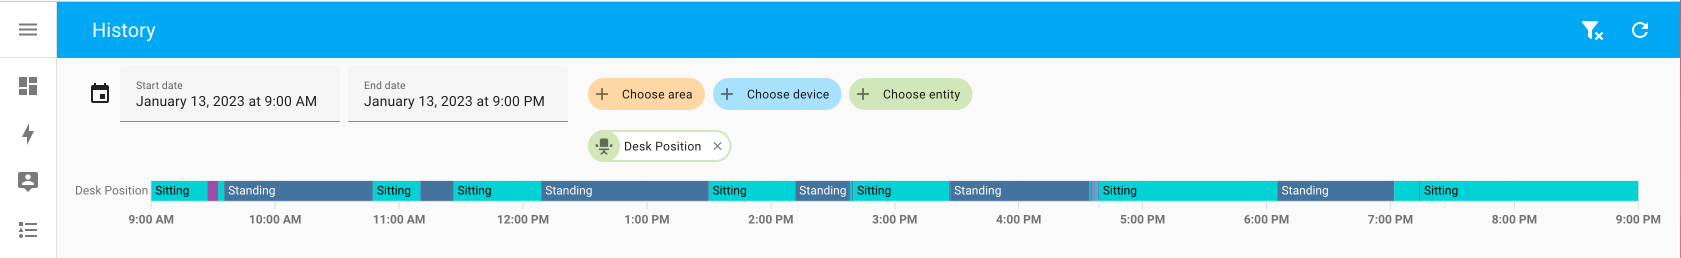 History
Start date
January 13, 2023 at 9:00 AM
End date
January 13, 2023 at 9:00 PM
Choose area
Choose device
Choose entity
Desk Position
Desk Position Sitting Standing Sitting Sitting Standing Sitting Standing Sitting Standing Sitting Standing Sitting
9:00 AM 10:00 AM 11:00 AM 12:00 PM 1:00 PM 2:00 PM 3:00 PM 4:00 PM 5:00 PM 6:00 PM 7:00 PM 8:00 PM 9:00 PM